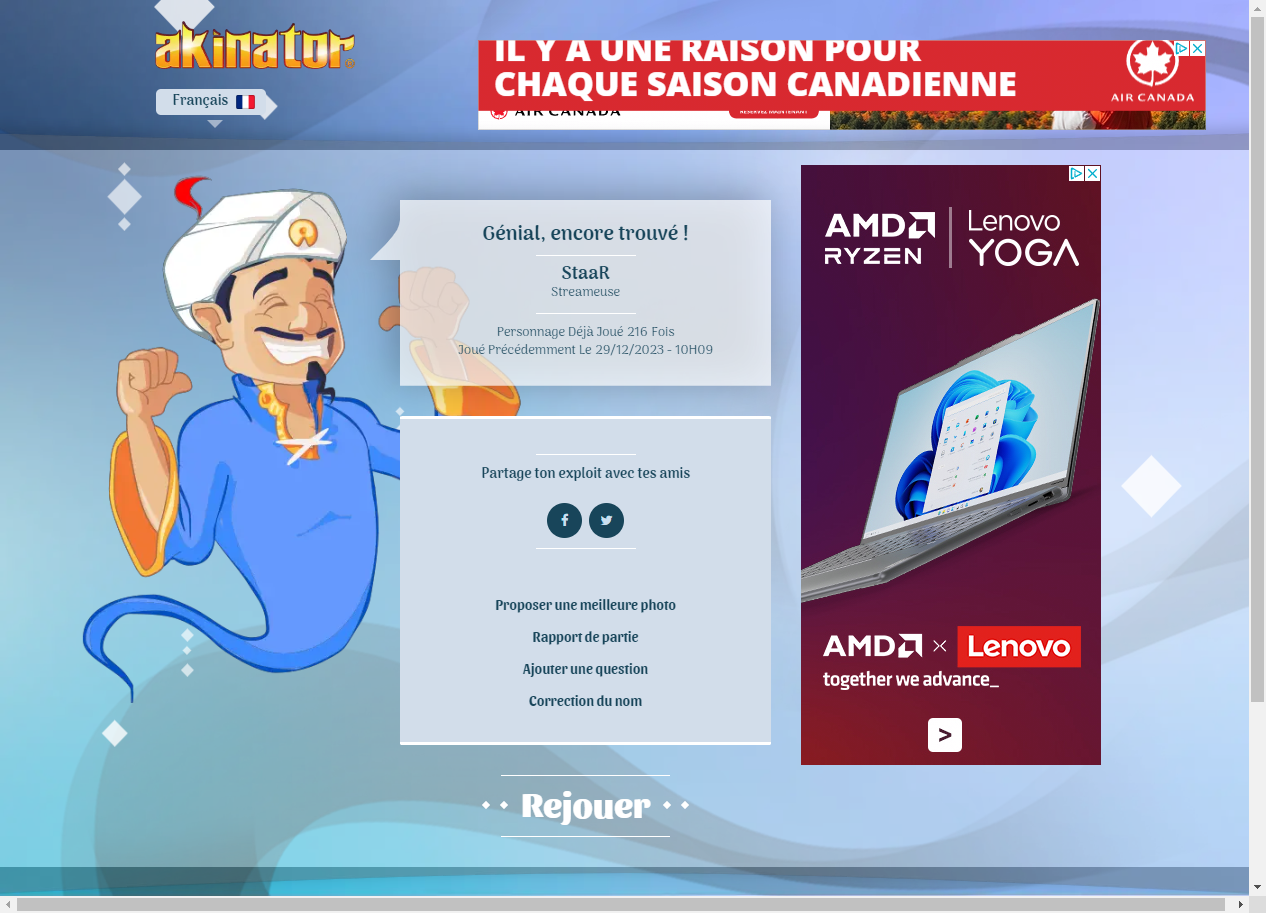 akinator
Français
IL Y A UNE RAISON POUR
CHAQUE SAISON CANADIENNE
AIR CANADA
AIR CANADA
RÉSERVEZ MAINTENANT
Génial, encore trouvé !
StaaR
Streameuse
Personnage Déjà Joué 216 Fois
Joué Précédemment Le 29/12/2023 - 10H09
Partage ton exploit avec tes amis
Proposer une meilleure photo
Rapport de partie
Ajouter une question
Correction du nom
Rejouer
AMD
RYZEN
Lenovo
YOGA
AMD × Lenovo
together we advance_
>